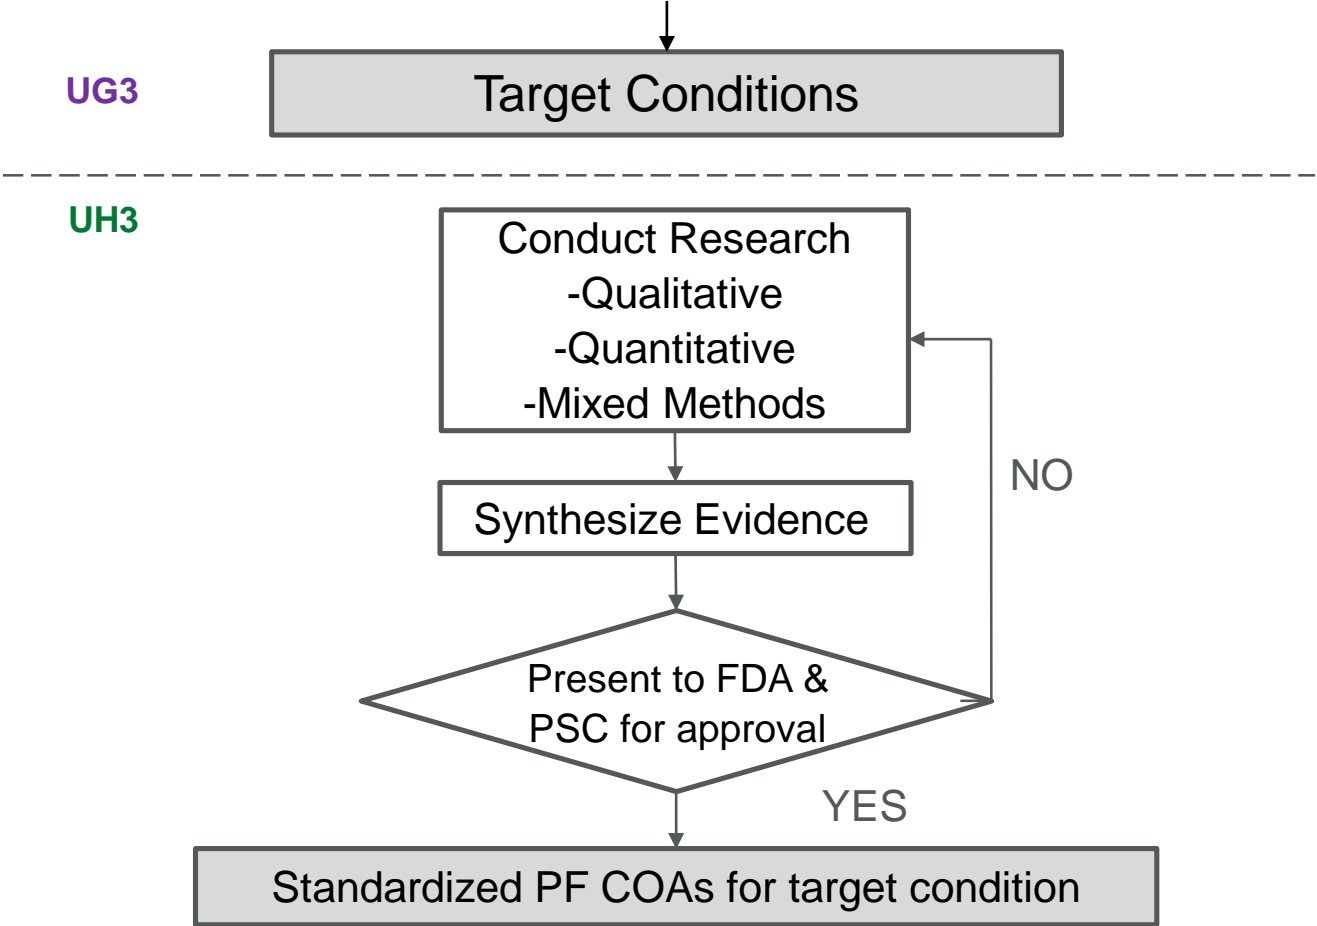 UG3
Target Conditions
UH3
Conduct Research
-Qualitative
-Quantitative
-Mixed Methods
NO
Synthesize Evidence
Present to FDA &
PSC for approval
YES
Standardized PF COAs for target condition